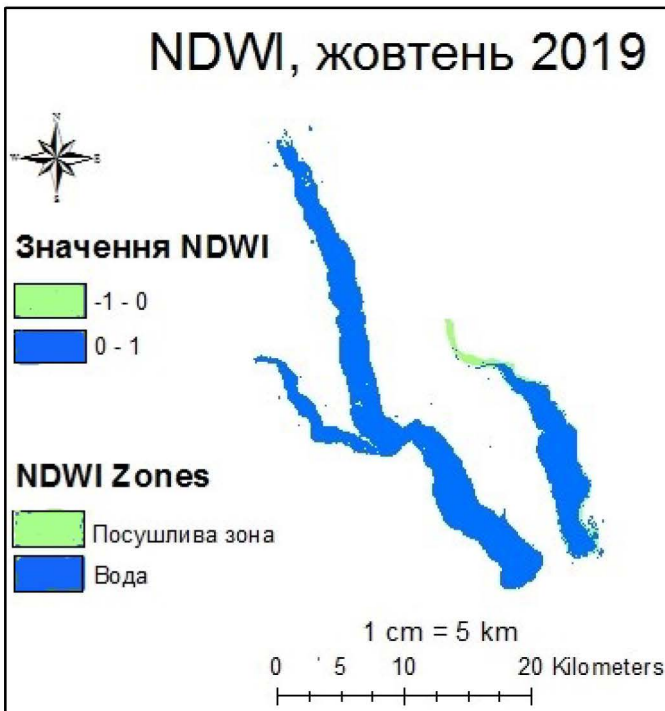 NDWI, жовтень 2019
N
W E
S
Значення NDWI
-1 - 0
0 - 1
NDWI Zones
Посушлива зона
Вода
1 cm = 5 km
0 5 10 20 Kilometers